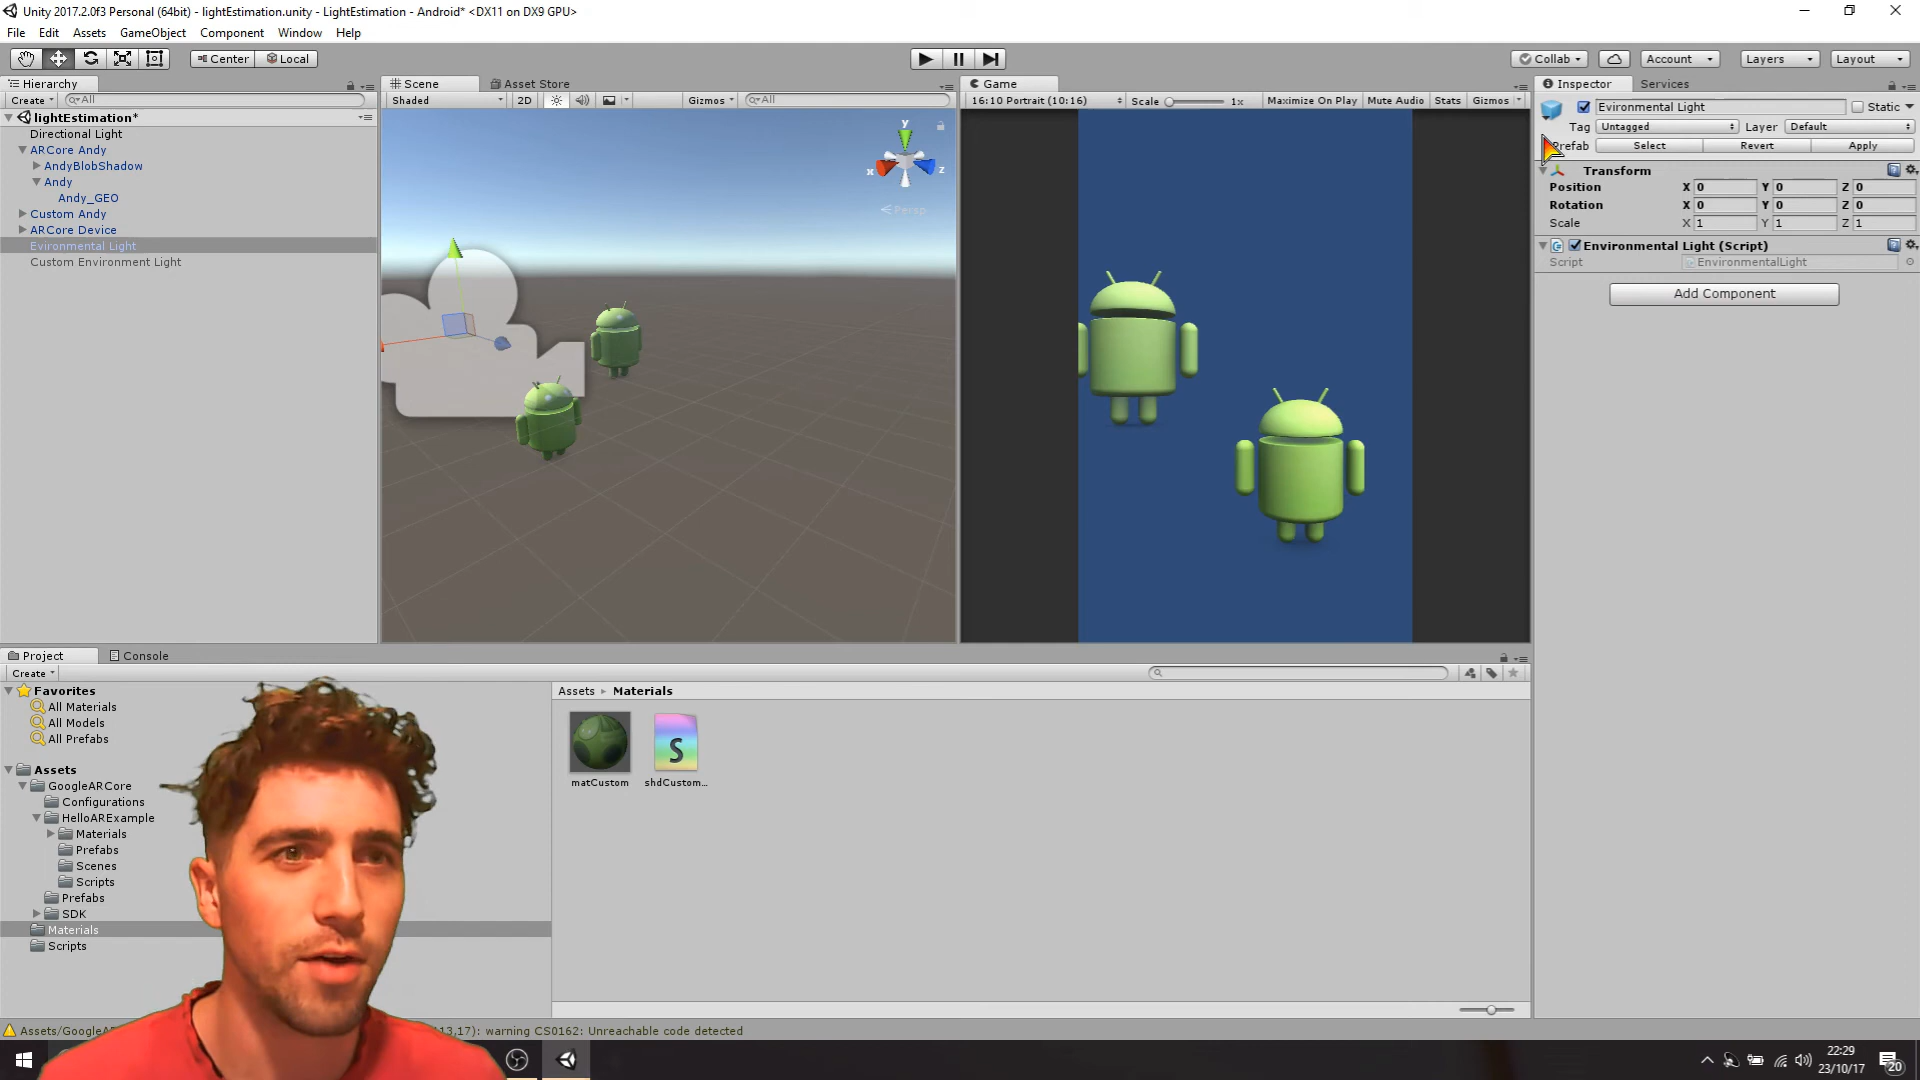 Unity 2017.2.0f3 Personal (64bit) - lightEstimation.unity - LightEstimation - Android* <DX11 on DX9 GPU>
File Edit Assets GameObject Component Window Help
Center Local Collab Account Layers Layout
Hierarchy
Create All
lightEstimation*
Directional Light
ARCore Andy
AndyBlobShadow
Andy
Andy_GEO
Custom Andy
ARCore Device
Evironmental Light
Custom Environment Light
Scene Asset Store
Shaded 2D Gizmos All
y
x z
Persp
Game
16:10 Portrait (10:16) Scale 1x Maximize On Play Mute Audio Stats Gizmos
Inspector Services
Evironmental Light Static
Tag Untagged Layer Default
Prefab Select Revert Apply
Transform
Position X 0 Y 0 Z 0
Rotation X 0 Y 0 Z 0
Scale X 1 Y 1 Z 1
Environmental Light (Script)
Script EnvironmentalLight
Add Component
Project Console
Create
Favorites
All Materials
All Models
All Prefabs
Assets
GoogleARCore
Configurations
HelloARExample
Materials
Prefabs
Scenes
Scripts
Prefabs
SDK
Materials
Scripts
Assets ▸ Materials
S
matCustom shdCustom...
Assets/GoogleA 13,17): warning CS0162: Unreachable code detected
22:29
23/10/17
20